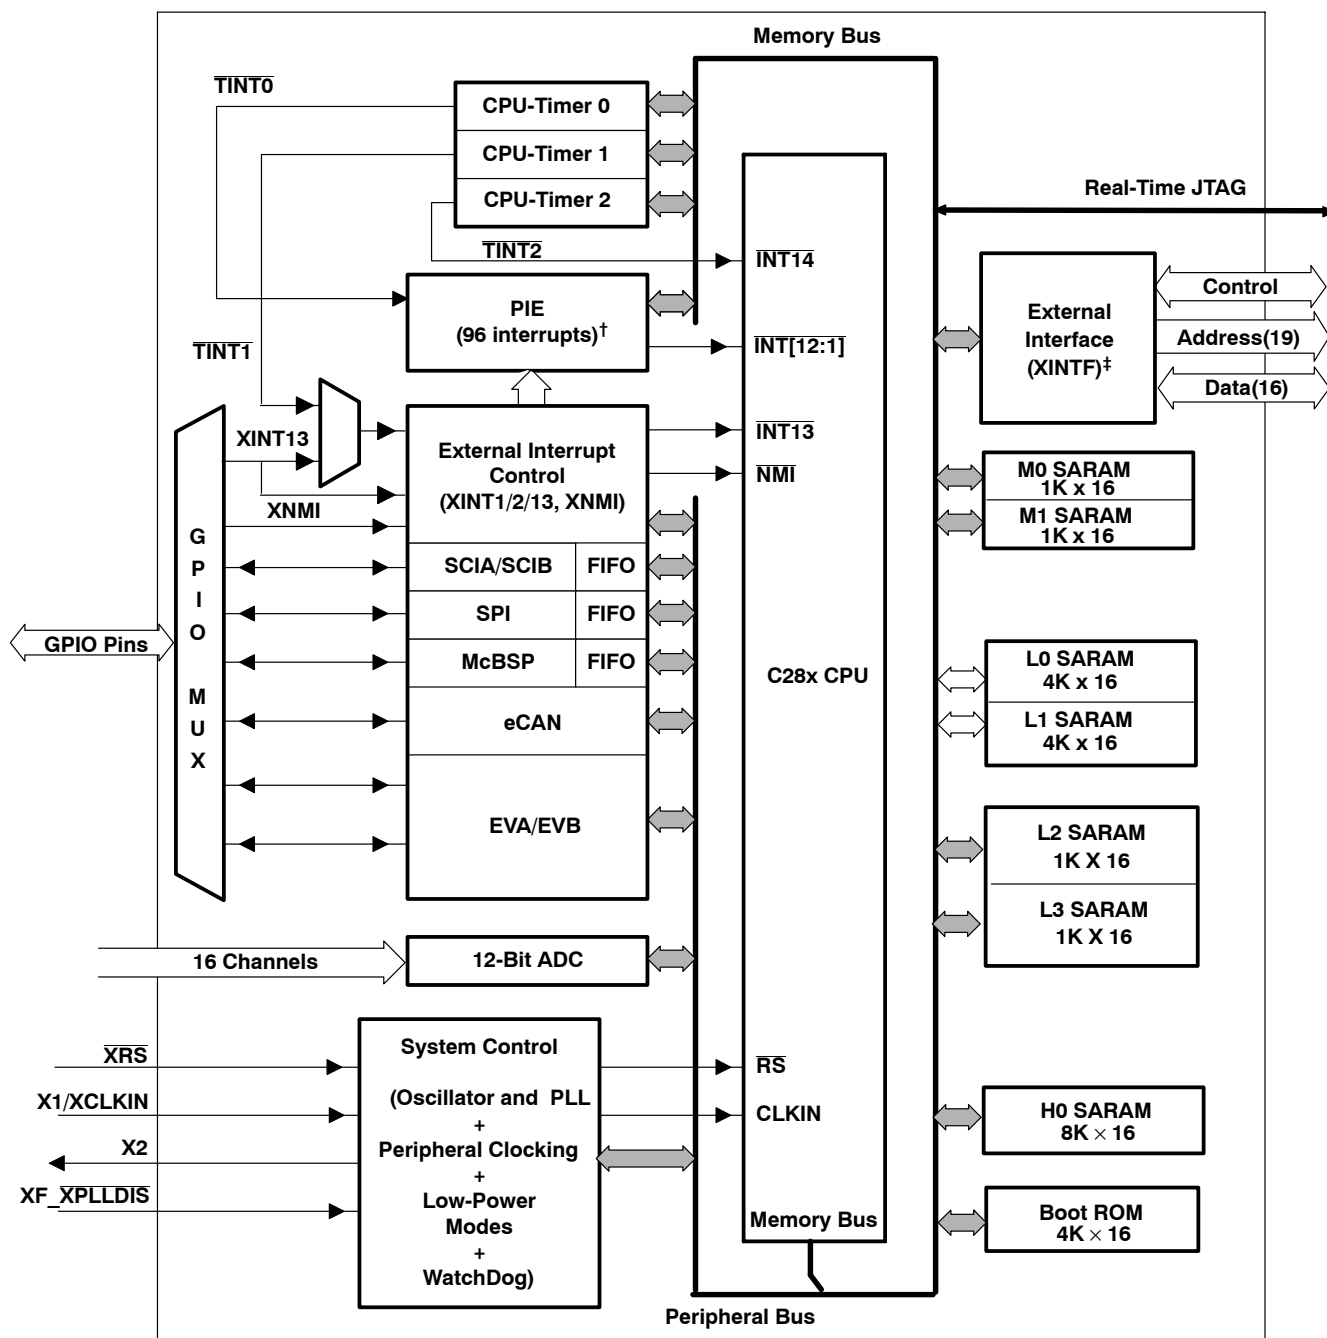 Memory Bus
TINT0
CPU-Timer 0
CPU-Timer 1
CPU-Timer 2
Real-Time JTAG
TINT2
INT14
PIE
(96 interrupts)†
INT[12:1]
External
Interface
(XINTF)‡
Control
Address(19)
Data(16)
TINT1
XINT13
XNMI
External Interrupt
Control
(XINT1/2/13, XNMI)
INT13
NMI
M0 SARAM
1K x 16
M1 SARAM
1K x 16
G
P
I
O
M
U
X
SCIA/SCIB
FIFO
SPI
FIFO
McBSP
FIFO
eCAN
EVA/EVB
GPIO Pins
C28x CPU
L0 SARAM
4K x 16
L1 SARAM
4K x 16
L2 SARAM
1K X 16
L3 SARAM
1K X 16
16 Channels
12-Bit ADC
XRS
X1/XCLKIN
X2
XF_XPLLDIS
System Control
(Oscillator and PLL
+
Peripheral Clocking
+
Low-Power
Modes
+
WatchDog)
RS
CLKIN
H0 SARAM
8K × 16
Boot ROM
4K × 16
Memory Bus
Peripheral Bus